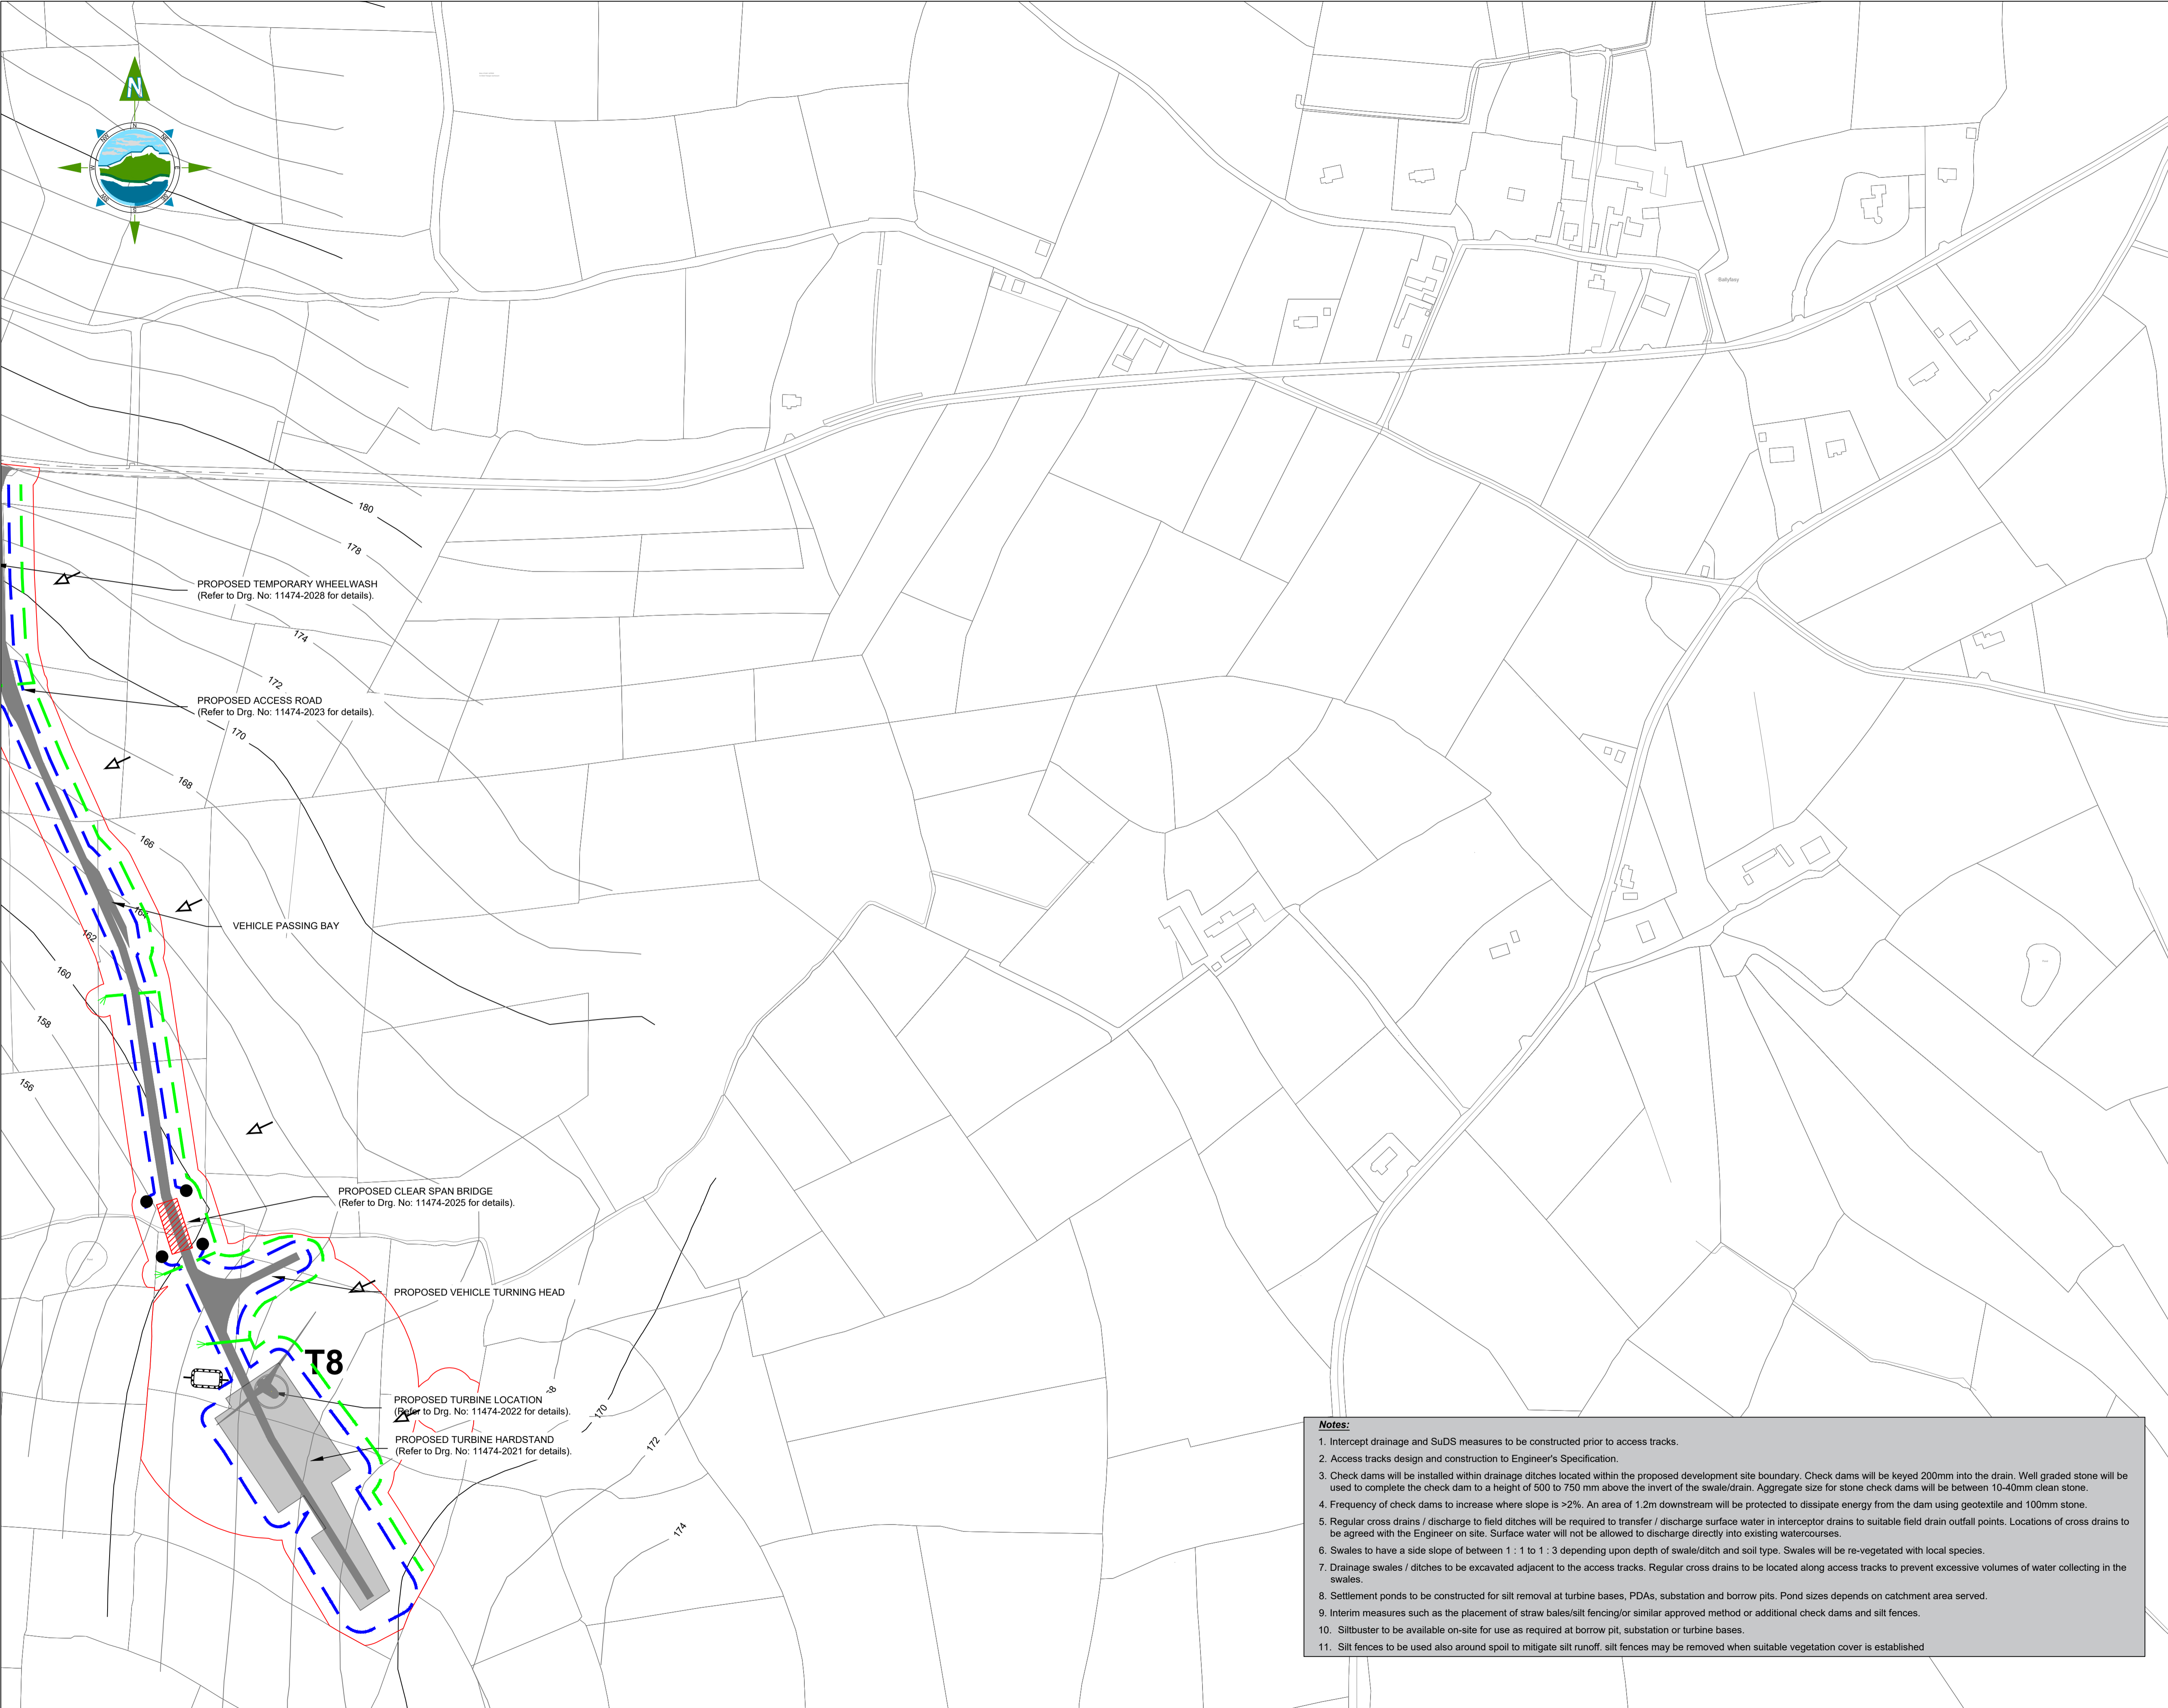 N
N
NW
NE
W
E
SW
SE
S
Ballyfasy
180
178
PROPOSED TEMPORARY WHEELWASH
(Refer to Drg. No: 11474-2028 for details).
174
172
PROPOSED ACCESS ROAD
(Refer to Drg. No: 11474-2023 for details).
170
168
166
164
VEHICLE PASSING BAY
162
160
158
156
PROPOSED CLEAR SPAN BRIDGE
(Refer to Drg. No: 11474-2025 for details).
PROPOSED VEHICLE TURNING HEAD
T8
PROPOSED TURBINE LOCATION
(Refer to Drg. No: 11474-2022 for details).
170
PROPOSED TURBINE HARDSTAND
(Refer to Drg. No: 11474-2021 for details).
172
174
Notes:
1. Intercept drainage and SuDS measures to be constructed prior to access tracks.
2. Access tracks design and construction to Engineer's Specification.
3. Check dams will be installed within drainage ditches located within the proposed development site boundary. Check dams will be keyed 200mm into the drain. Well graded stone will be
used to complete the check dam to a height of 500 to 750 mm above the invert of the swale/drain. Aggregate size for stone check dams will be between 10-40mm clean stone.
4. Frequency of check dams to increase where slope is >2%. An area of 1.2m downstream will be protected to dissipate energy from the dam using geotextile and 100mm stone.
5. Regular cross drains / discharge to field ditches will be required to transfer / discharge surface water in interceptor drains to suitable field drain outfall points. Locations of cross drains to
be agreed with the Engineer on site. Surface water will not be allowed to discharge directly into existing watercourses.
6. Swales to have a side slope of between 1 : 1 to 1 : 3 depending upon depth of swale/ditch and soil type. Swales will be re-vegetated with local species.
7. Drainage swales / ditches to be excavated adjacent to the access tracks. Regular cross drains to be located along access tracks to prevent excessive volumes of water collecting in the
swales.
8. Settlement ponds to be constructed for silt removal at turbine bases, PDAs, substation and borrow pits. Pond sizes depends on catchment area served.
9. Interim measures such as the placement of straw bales/silt fencing/or similar approved method or additional check dams and silt fences.
10. Siltbuster to be available on-site for use as required at borrow pit, substation or turbine bases.
11. Silt fences to be used also around spoil to mitigate silt runoff. silt fences may be removed when suitable vegetation cover is established